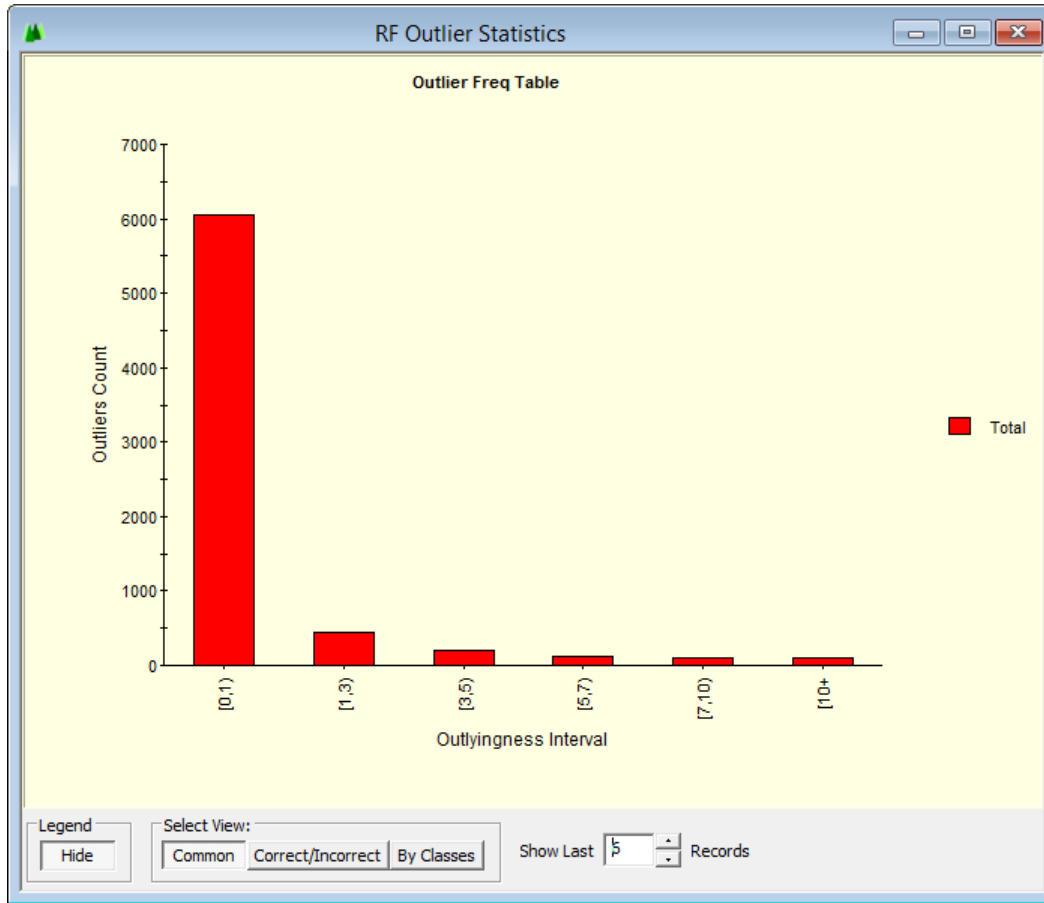 RF Outlier Statistics
Outlier Freq Table
7000
6000
5000
4000
3000
2000
1000
0
Outliers Count
[0,1)
[1,3)
[3,5)
[5,7)
[7,10)
[10+
Outlyingness Interval
Total
Legend
Hide
Select View:
Common Correct/Incorrect By Classes
Show Last 5 Records